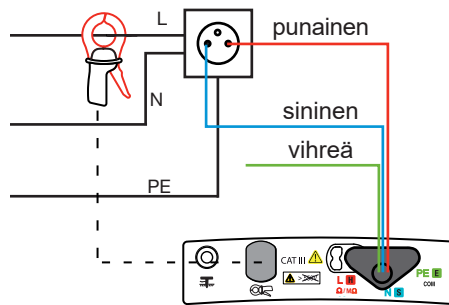 L
punainen
N
sininen
vihreä
PE
CAT III
L H
Ω/MΩ
N S
PE E
COM